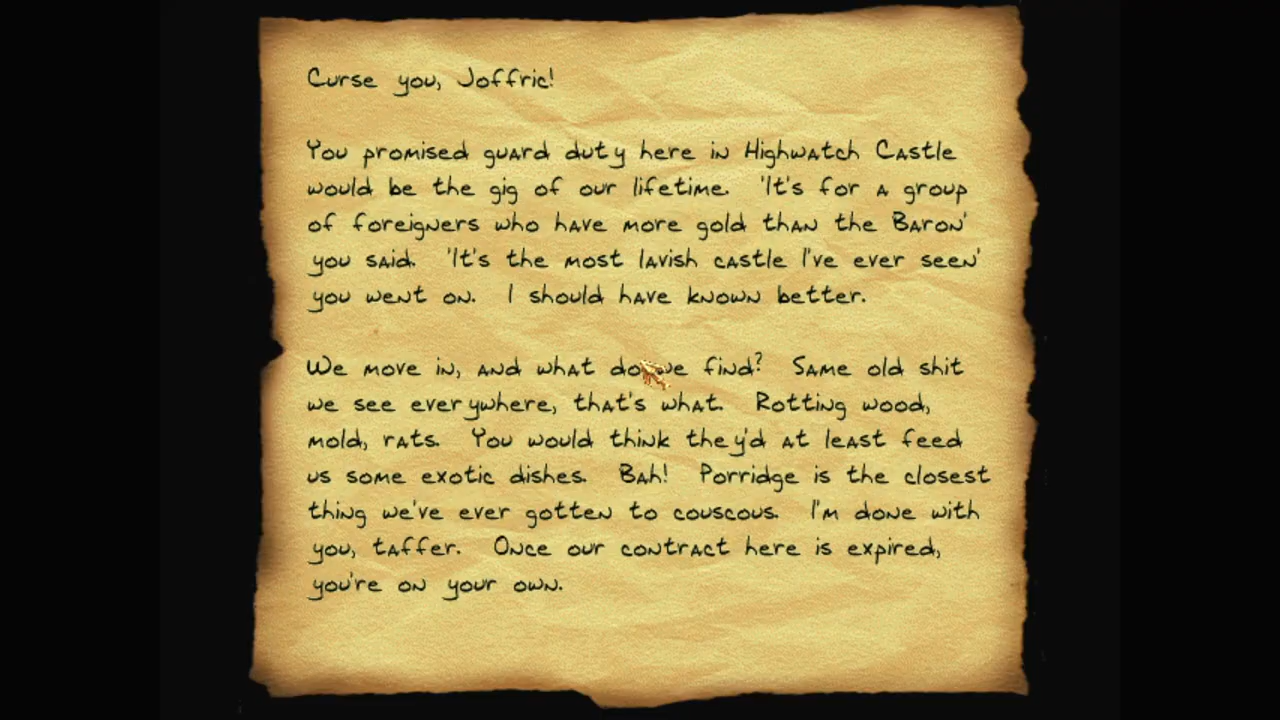 Curse you, Joffric!
You promised guard duty here in Highwatch Castle
would be the gig of our lifetime.  'It's for a group
of foreigners who have more gold than the Baron'
you said.  'It's the most lavish castle I've ever seen'
you went on.  I should have known better.
We move in, and what do we find?  Same old shit
we see everywhere, that's what.  Rotting wood,
mold, rats.  You would think they'd at least feed
us some exotic dishes.  Bah!  Porridge is the closest
thing we've ever gotten to couscous.  I'm done with
you, taffer.  Once our contract here is expired,
you're on your own.